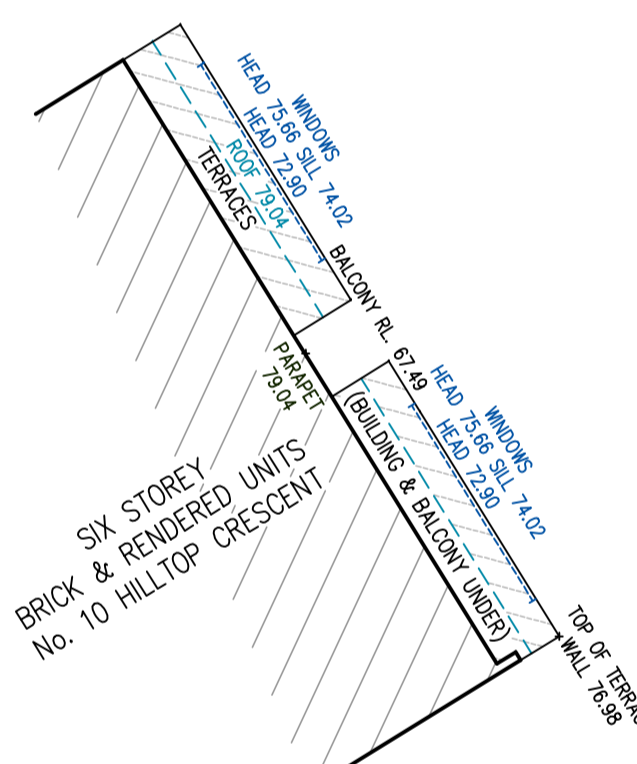 WINDOWS
HEAD 75.66 SILL 74.02
HEAD 72.90
ROOF 79.04
TERRACES
BALCONY RL. 67.49
PARAPET
79.04
WINDOWS
HEAD 75.66 SILL 74.02
HEAD 72.90
(BUILDING & BALCONY UNDER)
SIX STOREY
BRICK & RENDERED UNITS
No. 10 HILLTOP CRESCENT
TOP OF
WALL 76.98